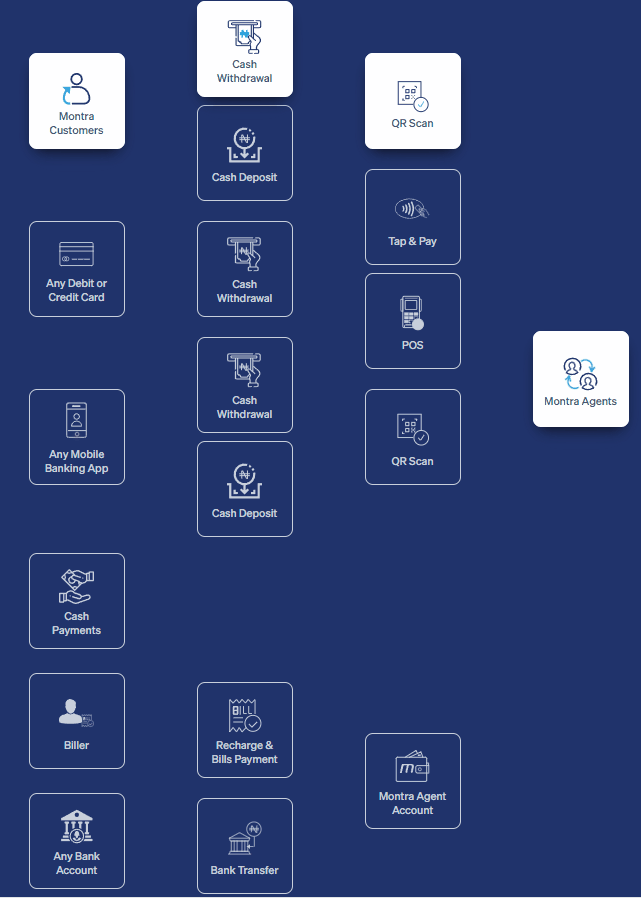 Cash
Withdrawal
Montra
Customers
QR Scan
Cash Deposit
Tap & Pay
Any Debit or
Credit Card
Cash
Withdrawal
POS
Cash
Withdrawal
Montra Agents
Any Mobile
Banking App
QR Scan
Cash Deposit
Cash
Payments
Biller
BILL
Recharge &
Bills Payment
m
Montra Agent
Account
Any Bank
Account
Bank Transfer